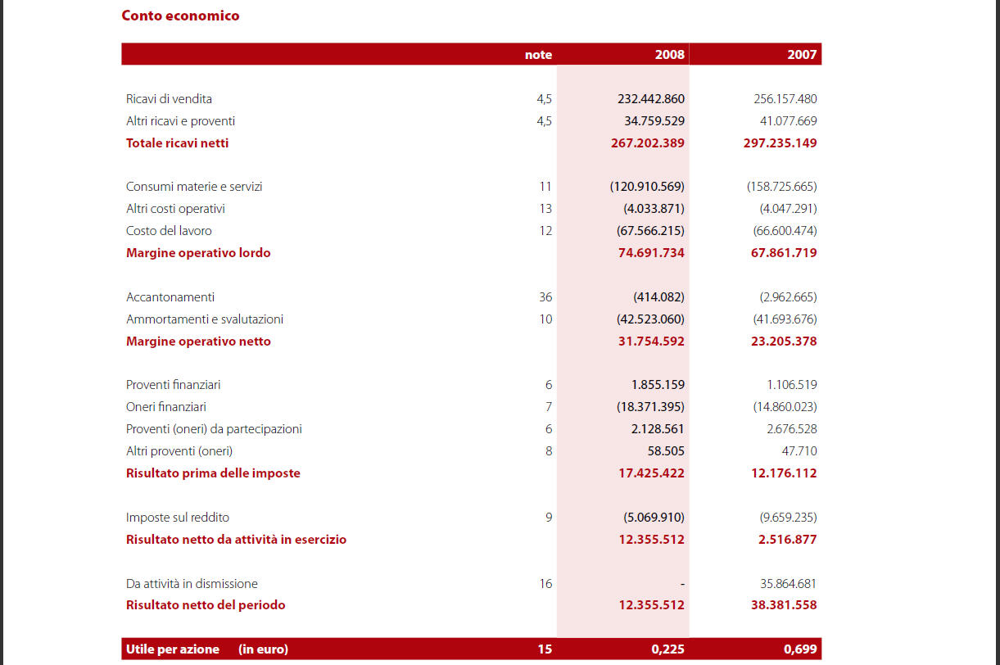 Conto economico
note 2008 2007
Ricavi di vendita 4,5 232.442.860 256.157.480
Altri ricavi e proventi 4,5 34.759.529 41.077.669
Totale ricavi netti 267.202.389 297.235.149
Consumi materie e servizi 11 (120.910.569) (158.725.665)
Altri costi operativi 13 (4.033.871) (4.047.291)
Costo del lavoro 12 (67.566.215) (66.600.474)
Margine operativo lordo 74.691.734 67.861.719
Accantonamenti 36 (414.082) (2.962.665)
Ammortamenti e svalutazioni 10 (42.523.060) (41.693.676)
Margine operativo netto 31.754.592 23.205.378
Proventi finanziari 6 1.855.159 1.106.519
Oneri finanziari 7 (18.371.395) (14.860.023)
Proventi (oneri) da partecipazioni 6 2.128.561 2.676.528
Altri proventi (oneri) 8 58.505 47.710
Risultato prima delle imposte 17.425.422 12.176.112
Imposte sul reddito 9 (5.069.910) (9.659.235)
Risultato netto da attività in esercizio 12.355.512 2.516.877
Da attività in dismissione 16 - 35.864.681
Risultato netto del periodo 12.355.512 38.381.558
Utile per azione (in euro) 15 0,225 0,699